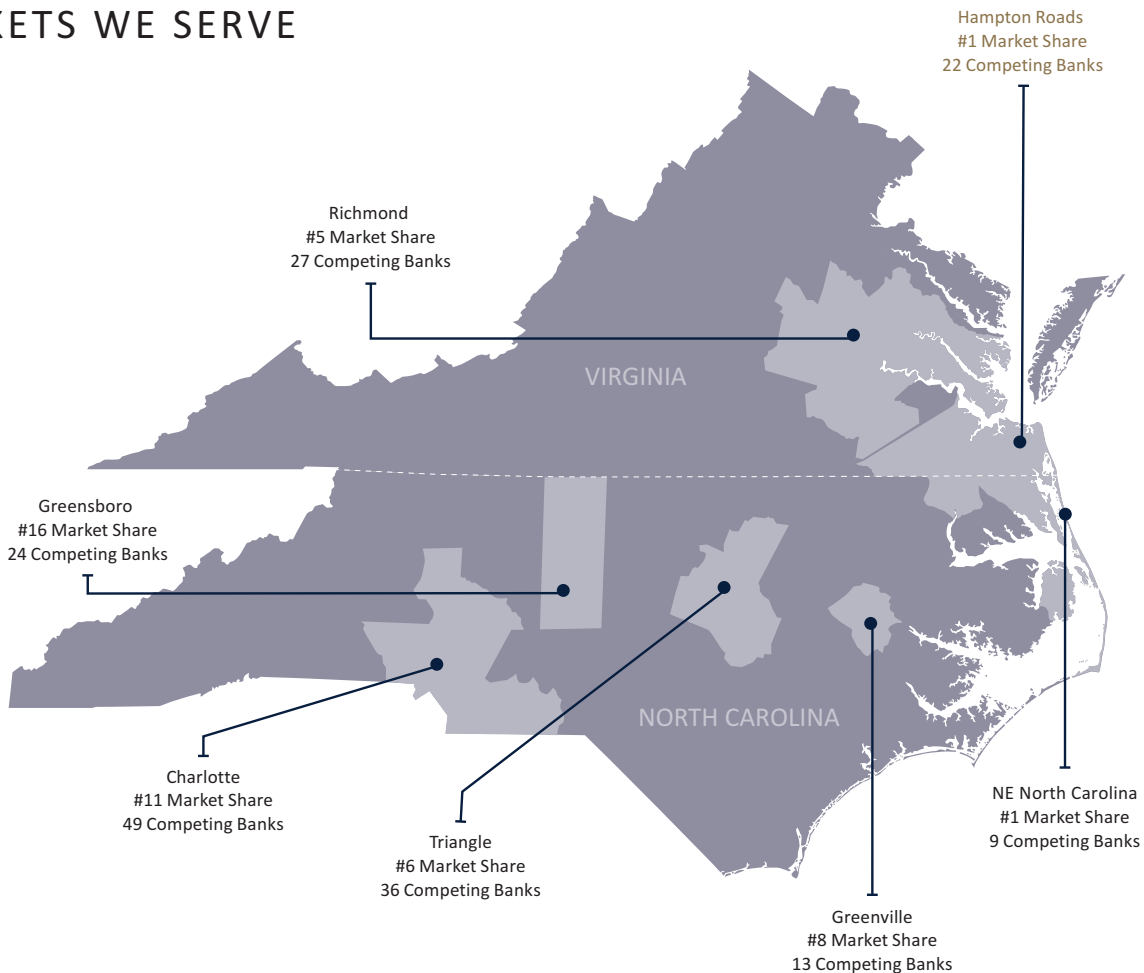 KETS WE SERVE
Hampton Roads
#1 Market Share
22 Competing Banks
Richmond
#5 Market Share
27 Competing Banks
VIRGINIA
Greensboro
#16 Market Share
24 Competing Banks
NORTH CAROLINA
Charlotte
#11 Market Share
49 Competing Banks
Triangle
#6 Market Share
36 Competing Banks
NE North Carolina
#1 Market Share
9 Competing Banks
Greenville
#8 Market Share
13 Competing Banks